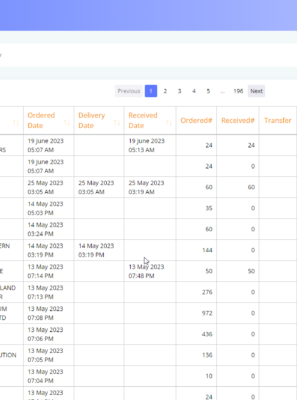 Previous 1 2 3 4 5 ... 196 Next
Ordered Date Delivery Date Received Date Ordered# Received# Transfer
RS 19 June 2023 05:07 AM 19 June 2023 05:13 AM 24 24
19 June 2023 05:07 AM 24 0
25 May 2023 03:05 AM 25 May 2023 03:05 AM 25 May 2023 03:19 AM 60 60
14 May 2023 05:03 PM 35 0
14 May 2023 03:24 PM 60 0
ERN 14 May 2023 03:19 PM 14 May 2023 03:19 PM 144 0
E 13 May 2023 07:14 PM 13 May 2023 07:48 PM 50 50
LAND R 13 May 2023 07:13 PM 276 0
UM TD 13 May 2023 07:08 PM 972 0
13 May 2023 07:06 PM 436 0
UTION 13 May 2023 07:05 PM 136 0
13 May 2023 07:04 PM 10 0
13 May 2023 24 0